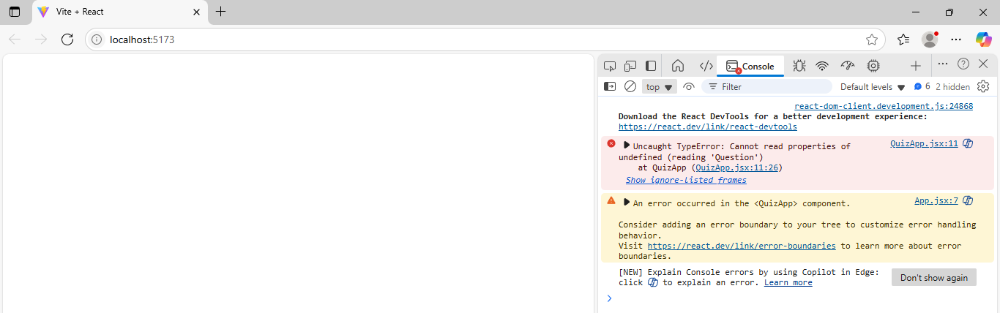 Vite + React
localhost:5173
Console
top
Filter
Default levels
6
2 hidden
react-dom-client.development.js:24868
Download the React DevTools for a better development experience:
https://react.dev/link/react-devtools
Uncaught TypeError: Cannot read properties of QuizApp.jsx:11
undefined (reading 'Question')
at QuizApp (QuizApp.jsx:11:26)
Show ignore-listed frames
An error occurred in the <QuizApp> component. App.jsx:7
Consider adding an error boundary to your tree to customize error handling
behavior.
Visit https://react.dev/link/error-boundaries to learn more about error
boundaries.
[NEW] Explain Console errors by using Copilot in Edge:
click to explain an error. Learn more
Don't show again